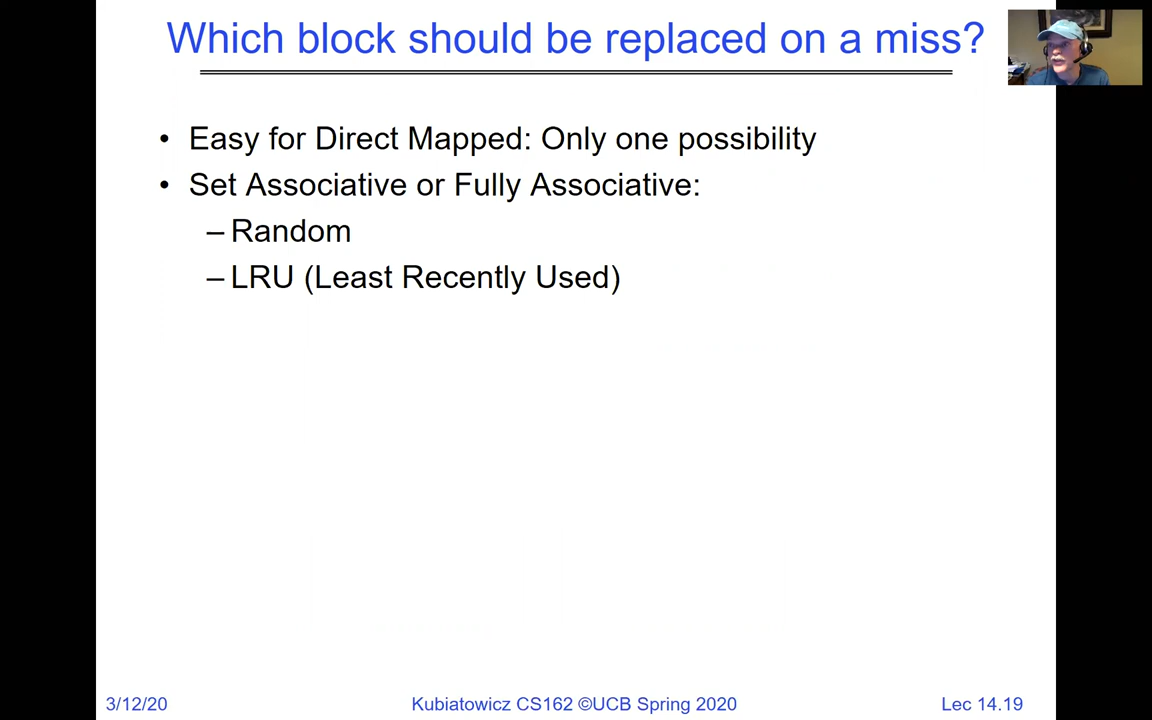 Which block should be replaced on a miss?
• Easy for Direct Mapped: Only one possibility
• Set Associative or Fully Associative:
– Random
– LRU (Least Recently Used)
3/12/20
Kubiatowicz CS162 ©UCB Spring 2020
Lec 14.19